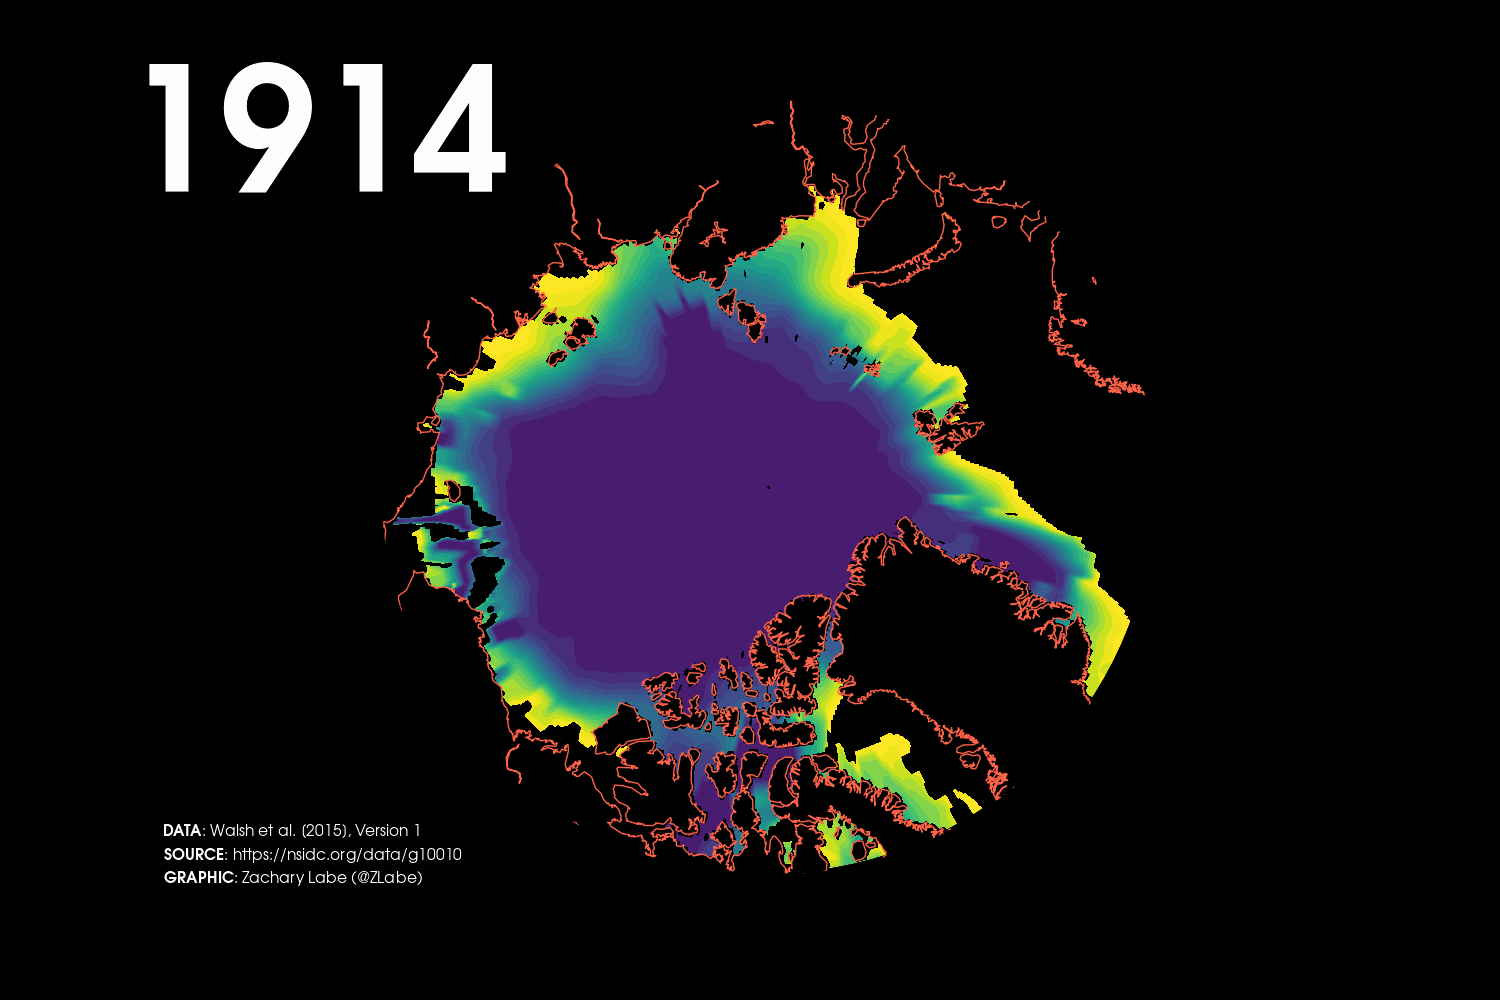 1914
DATA: Walsh et al. (2015), Version 1
SOURCE: https://nsidc.org/data/g10010
GRAPHIC: Zachary Labe (@ZLabe)